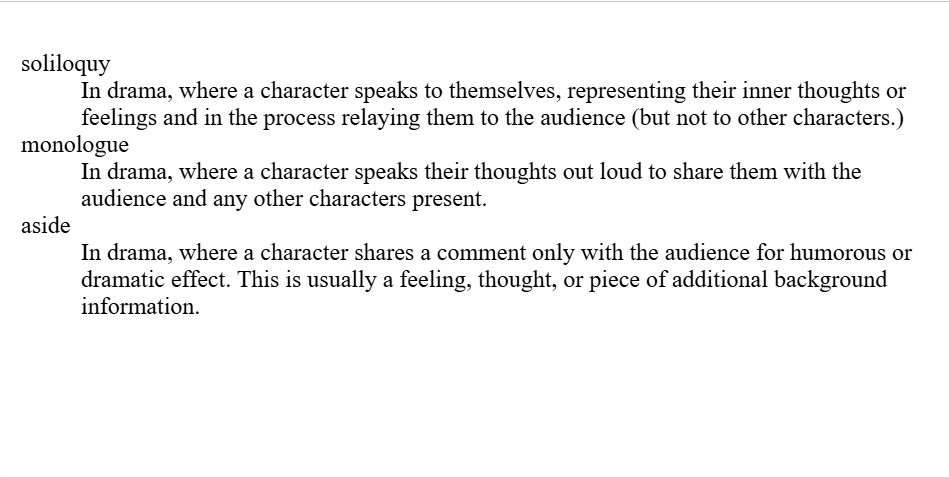 soliloquy
In drama, where a character speaks to themselves, representing their inner thoughts or
feelings and in the process relaying them to the audience (but not to other characters.)
monologue
In drama, where a character speaks their thoughts out loud to share them with the
audience and any other characters present.
aside
In drama, where a character shares a comment only with the audience for humorous or
dramatic effect. This is usually a feeling, thought, or piece of additional background
information.